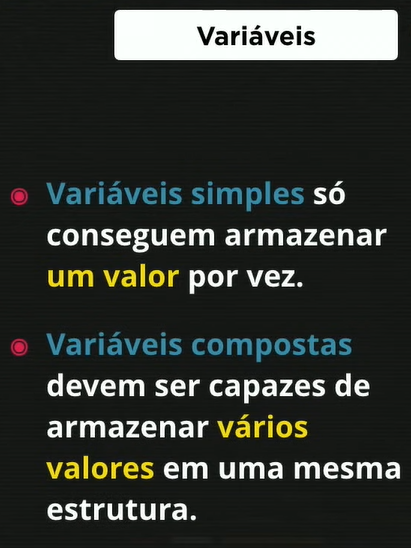 Variáveis
Variáveis simples só
conseguem armazenar
um valor por vez.
Variáveis compostas
devem ser capazes de
armazenar vários
valores em uma mesma
estrutura.